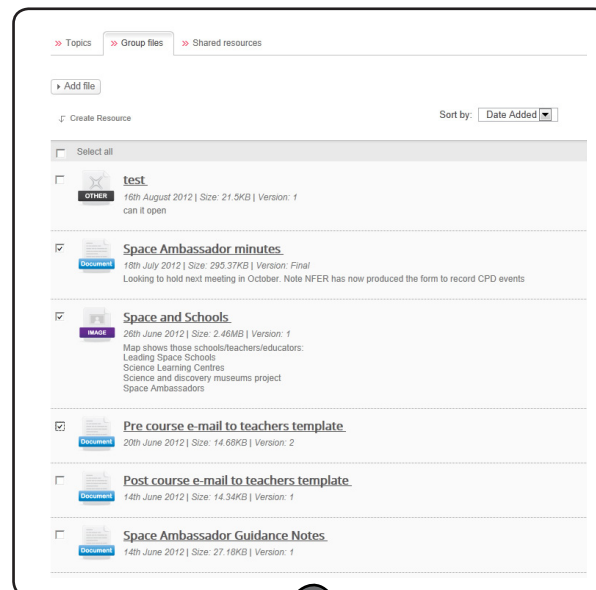 Topics Group files Shared resources
Add file
Create Resource Sort by: Date Added
Select all
OTHER
test
16th August 2012 | Size: 21.5KB | Version: 1
can it open
Document
Space Ambassador minutes
18th July 2012 | Size: 295.37KB | Version: Final
Looking to hold next meeting in October. Note NFER has now produced the form to record CPD events
IMAGE
Space and Schools
26th June 2012 | Size: 2.46MB | Version: 1
Map shows those schools/teachers/educators:
Leading Space Schools
Science Learning Centres
Science and discovery museums project
Space Ambassadors
Document
Pre course e-mail to teachers template
20th June 2012 | Size: 14.68KB | Version: 2
Document
Post course e-mail to teachers template
14th June 2012 | Size: 14.34KB | Version: 1
Document
Space Ambassador Guidance Notes
14th June 2012 | Size: 27.18KB | Version: 1